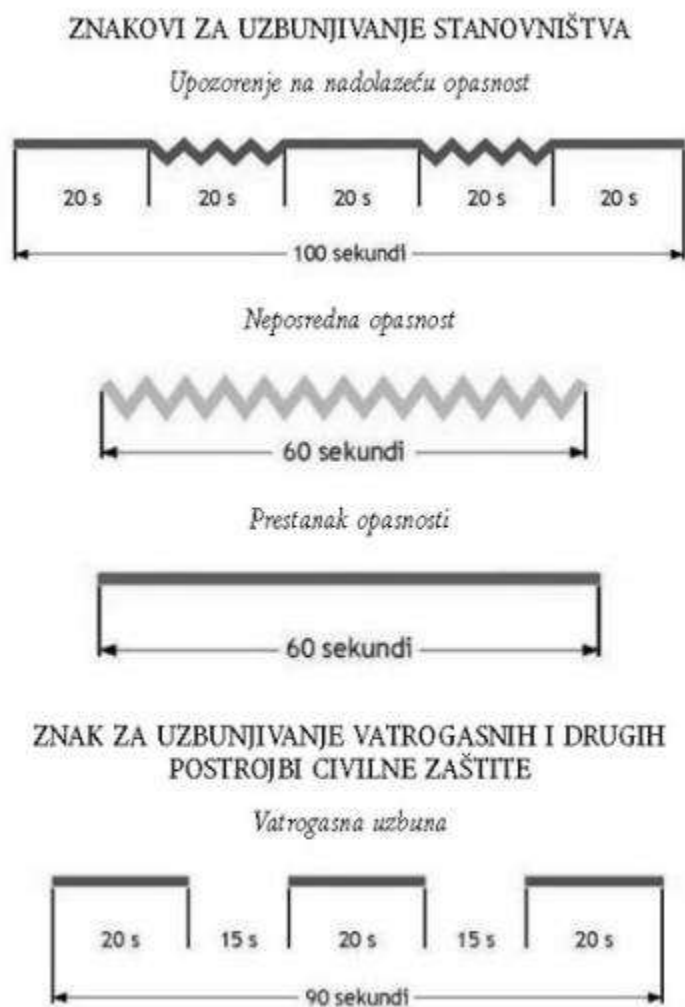 ZNAKOVI ZA UZBUNJIVANJE STANOVNIŠTVA
Upozorenje na nadolazeću opasnost
20 s 20 s 20 s 20 s 20 s
100 sekundi
Neposredna opasnost
60 sekundi
Prestanak opasnosti
60 sekundi
ZNAK ZA UZBUNJIVANJE VATROGASNIH I DRUGIH
POSTROJBI CIVILNE ZAŠTITE
Vatrogasna uzbuna
20 s 15 s 20 s 15 s 20 s
90 sekundi